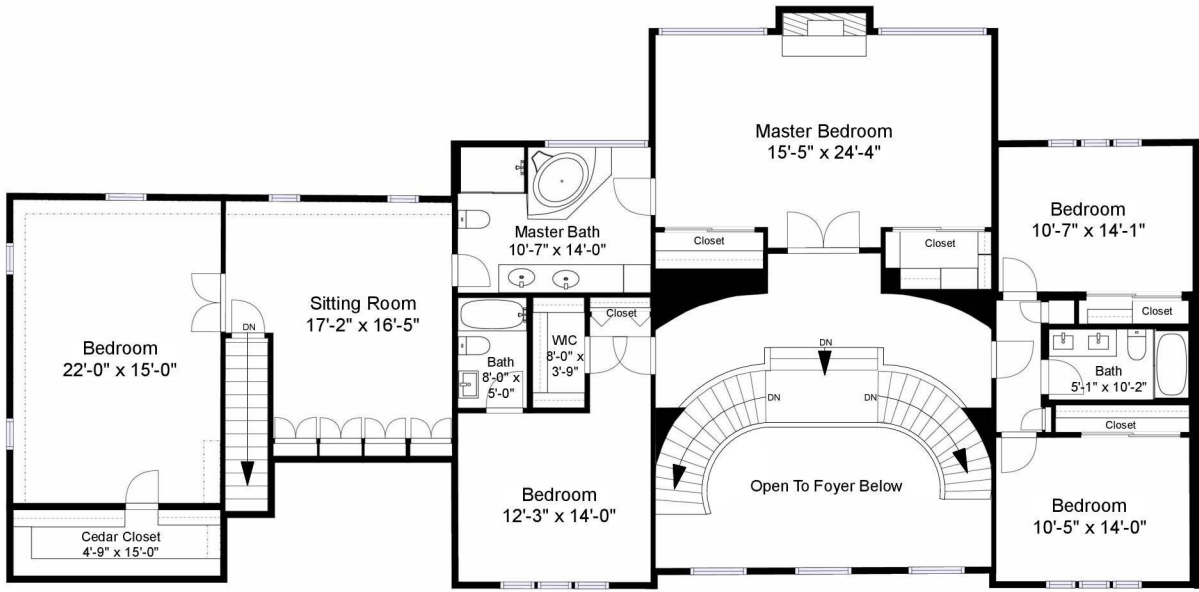 Master Bedroom
15'-5" x 24'-4"
Closet
Closet
Master Bath
10'-7" x 14'-0"
Bedroom
10'-7" x 14'-1"
Closet
Sitting Room
17'-2" x 16'-5"
DN
Bedroom
22'-0" x 15'-0"
Closet
WIC
8'-0" x
3'-9"
Bath
8'-0" x
5'-0"
DN
DN
DN
Bath
5'-1" x 10'-2"
Closet
Open To Foyer Below
Bedroom
12'-3" x 14'-0"
Bedroom
10'-5" x 14'-0"
Cedar Closet
4'-9" x 15'-0"